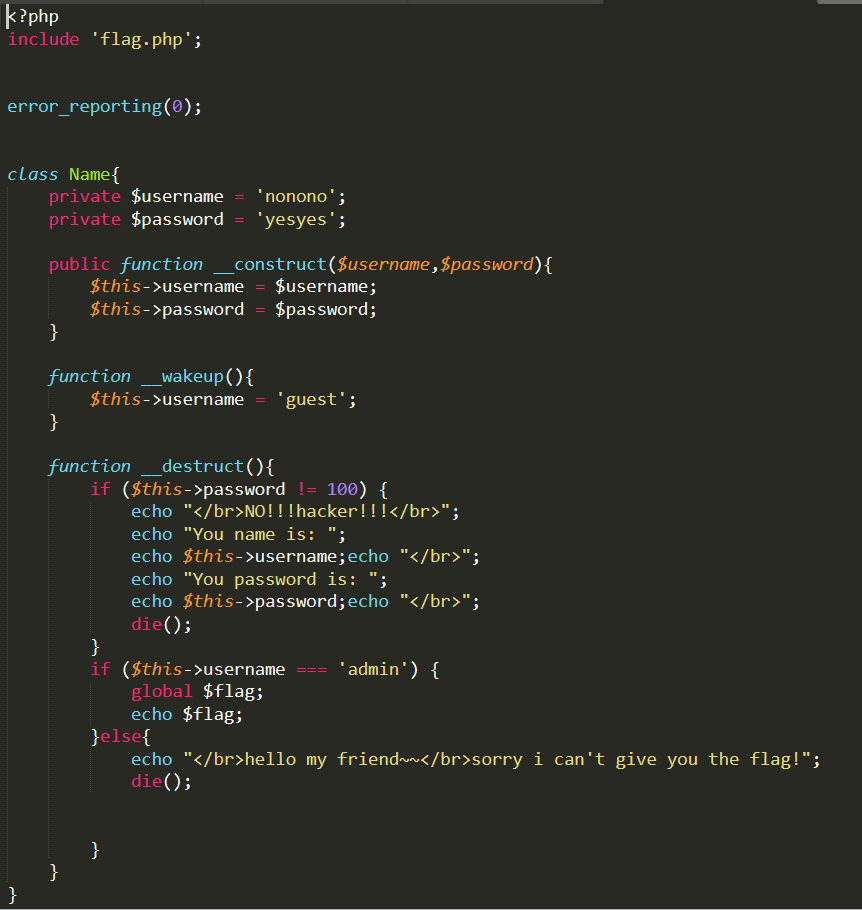 <?php
include 'flag.php';
error_reporting(0);
class Name{
    private $username = 'nonono';
    private $password = 'yesyes';
    public function __construct($username,$password){
        $this->username = $username;
        $this->password = $password;
    }
    function __wakeup(){
        $this->username = 'guest';
    }
    function __destruct(){
        if ($this->password != 100) {
            echo "</br>NO!!!hacker!!!</br>";
            echo "You name is: ";
            echo $this->username;echo "</br>";
            echo "You password is: ";
            echo $this->password;echo "</br>";
            die();
        }
        if ($this->username === 'admin') {
            global $flag;
            echo $flag;
        }else{
            echo "</br>hello my friend~~</br>sorry i can't give you the flag!";
            die();
        }
    }
}